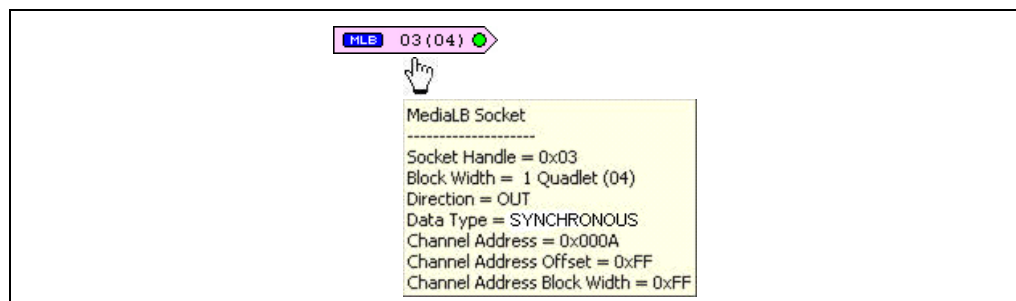 MLB 03(04)
MediaLB Socket
--------------------
Socket Handle = 0x03
Block Width = 1 Quadlet (04)
Direction = OUT
Data Type = SYNCHRONOUS
Channel Address = 0x000A
Channel Address Offset = 0xFF
Channel Address Block Width = 0xFF